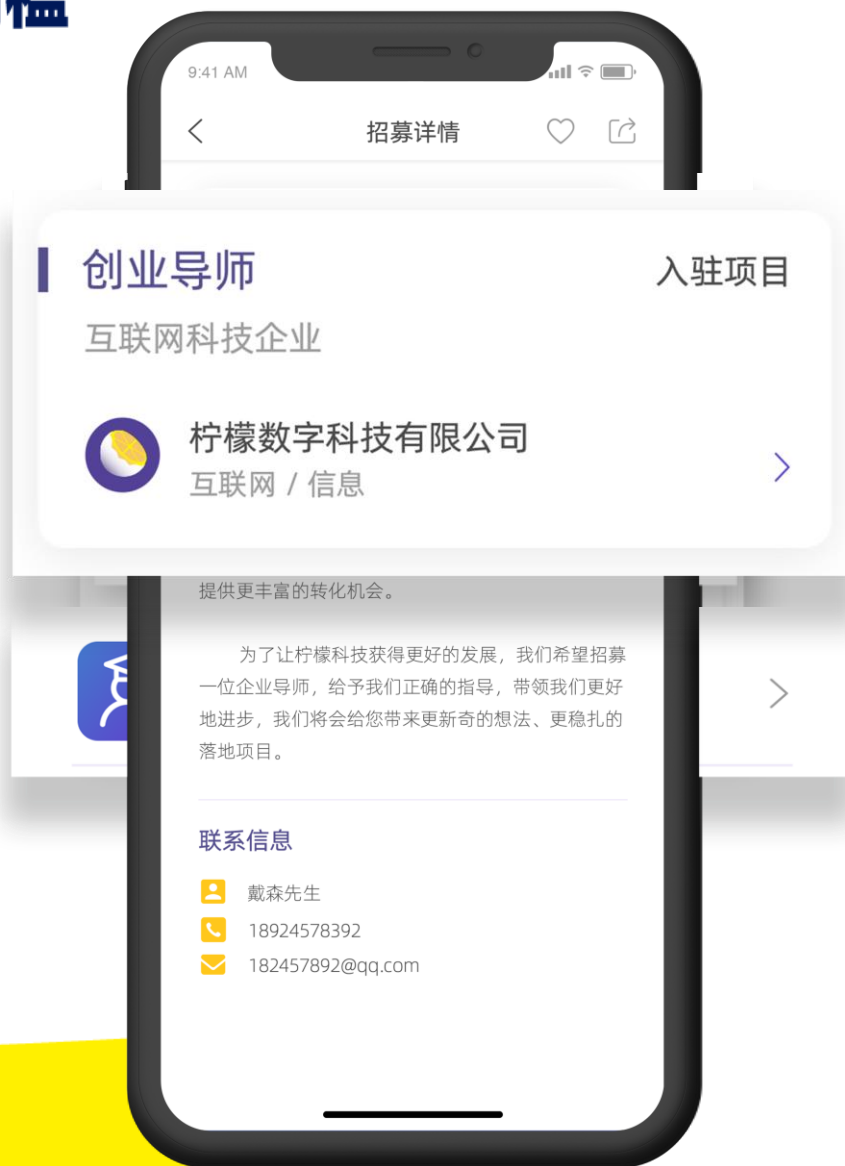 9:41 AM
招募详情
创业导师
入驻项目
互联网科技企业
柠檬数字科技有限公司
互联网 / 信息
提供更丰富的转化机会。
为了让柠檬科技获得更好的发展，我们希望招募
一位企业导师，给予我们正确的指导，带领我们更好
地进步，我们将会给您带来更新奇的想法、更稳扎的
落地项目。
联系信息
戴森先生
18924578392
182457892@qq.com